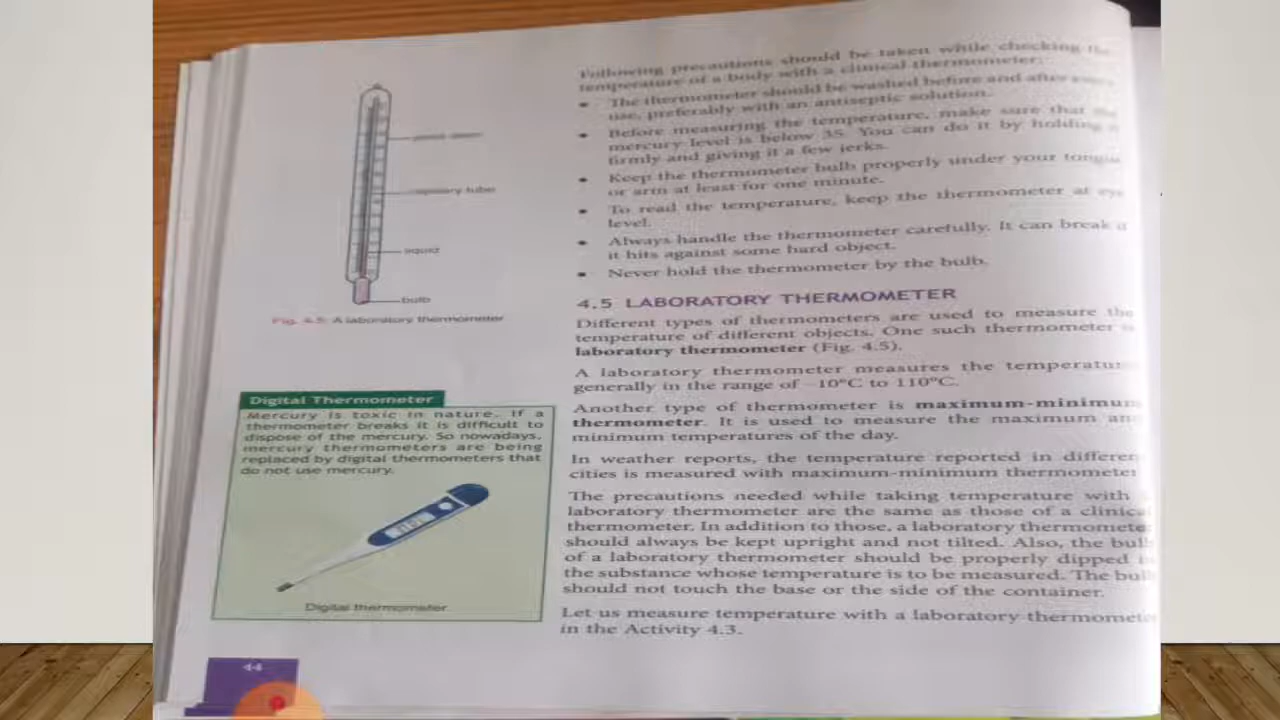 capillary tube
liquid
bulb
Fig. 4.5: A laboratory thermometer
Digital Thermometer
Mercury is toxic in nature. If a
thermometer breaks it is difficult to
dispose of the mercury. So nowadays,
mercury thermometers are being
replaced by digital thermometers that
do not use mercury.
Digital thermometer
44
Following precautions should be taken while checking the
temperature of a body with a clinical thermometer:
• The thermometer should be washed before and after every
use, preferably with an antiseptic solution.
• Before measuring the temperature, make sure that the
mercury level is below 35. You can do it by holding
firmly and giving it a few jerks.
• Keep the thermometer bulb properly under your tongue
or arm at least for one minute.
• To read the temperature, keep the thermometer at eye
level.
• Always handle the thermometer carefully. It can break
it hits against some hard object.
• Never hold the thermometer by the bulb.
4.5 LABORATORY THERMOMETER
Different types of thermometers are used to measure the
temperature of different objects. One such thermometer
laboratory thermometer (Fig. 4.5).
A laboratory thermometer measures the temperature
generally in the range of –10°C to 110°C.
Another type of thermometer is maximum-minimum
thermometer. It is used to measure the maximum and
minimum temperatures of the day.
In weather reports, the temperature reported in differen
cities is measured with maximum-minimum thermometer
The precautions needed while taking temperature with
laboratory thermometer are the same as those of a clinical
thermometer. In addition to those, a laboratory thermometer
should always be kept upright and not tilted. Also, the bulb
of a laboratory thermometer should be properly dipped
the substance whose temperature is to be measured. The bulb
should not touch the base or the side of the container.
Let us measure temperature with a laboratory thermometer
in the Activity 4.3.